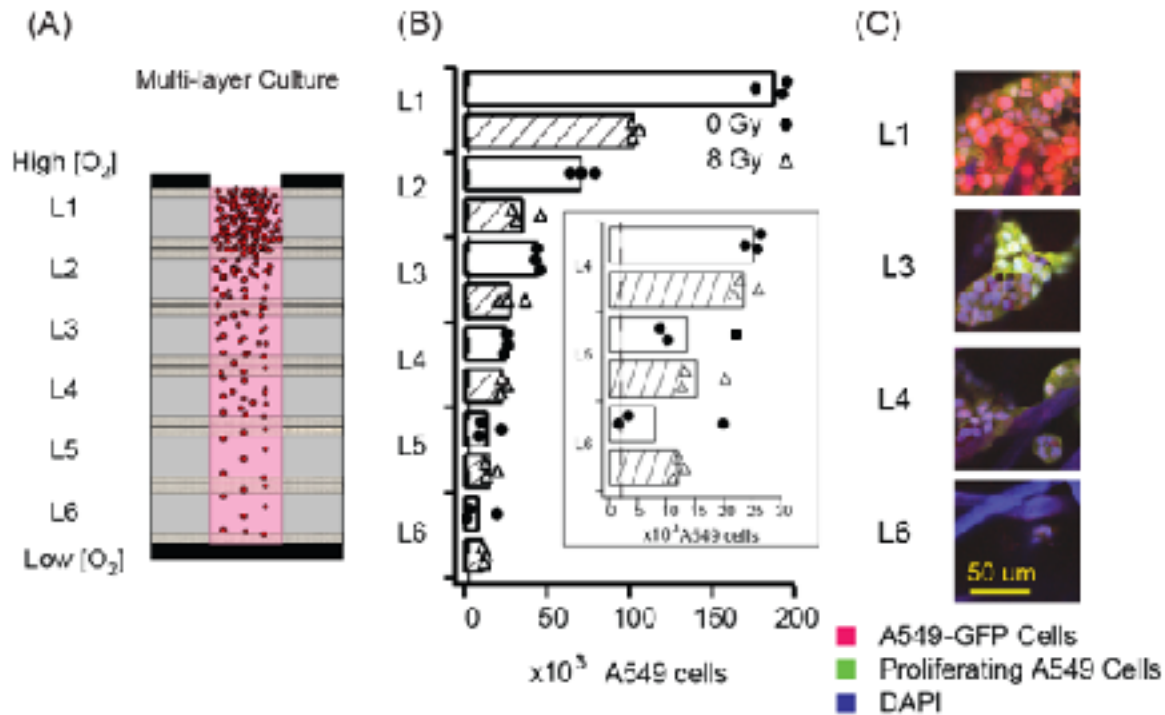 (A)
Multi-layer Culture
High [O2]
L1
L2
L3
L4
L5
L6
Low [O2]
(B)
L1
L2
L3
L4
L5
L6
0 Gy
8 Gy
L4
L5
L6
0 5 10 15 20 25 30
x10³ A549 cells
0 50 100 150 200
x10³ A549 cells
(C)
L1
L3
L4
L6
50 um
A549-GFP Cells
Proliferating A549 Cells
DAPI